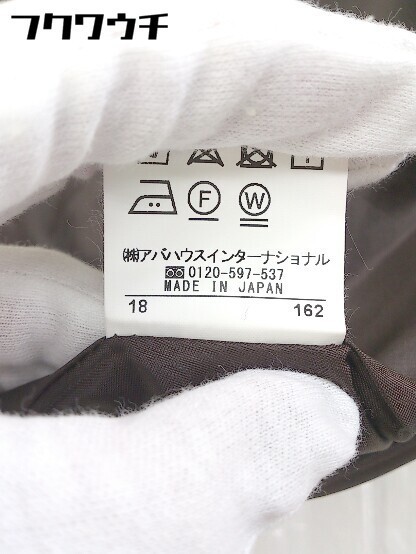 フクワウチ
F W
㈱アバハウスインターナショナル
0120-597-537
MADE IN JAPAN
18 162